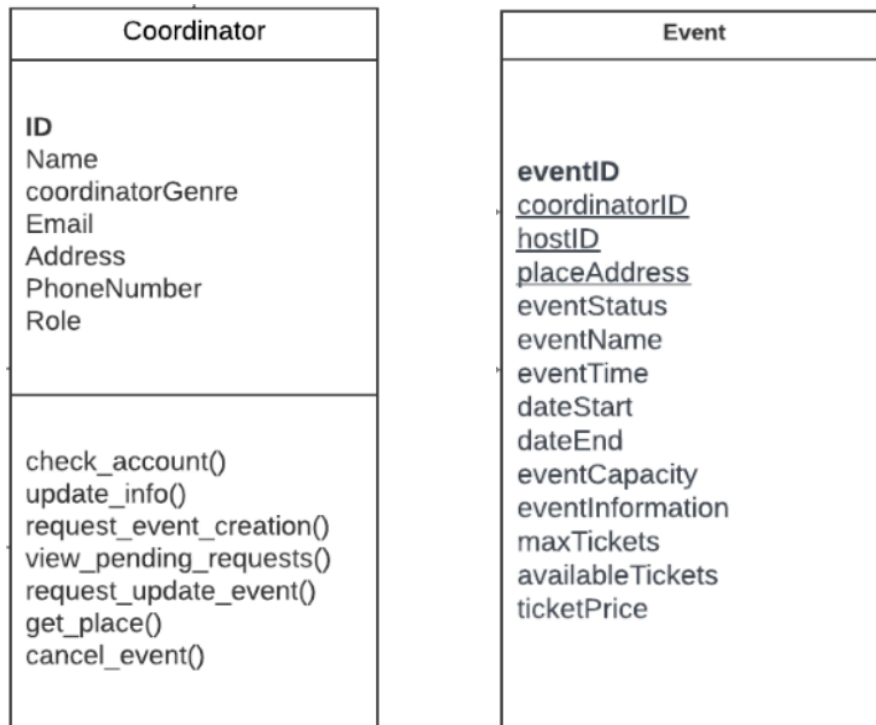 Coordinator
ID
Name
coordinatorGenre
Email
Address
PhoneNumber
Role
check_account()
update_info()
request_event_creation()
view_pending_requests()
request_update_event()
get_place()
cancel_event()
Event
eventID
coordinatorID
hostID
placeAddress
eventStatus
eventName
eventTime
dateStart
dateEnd
eventCapacity
eventInformation
maxTickets
availableTickets
ticketPrice